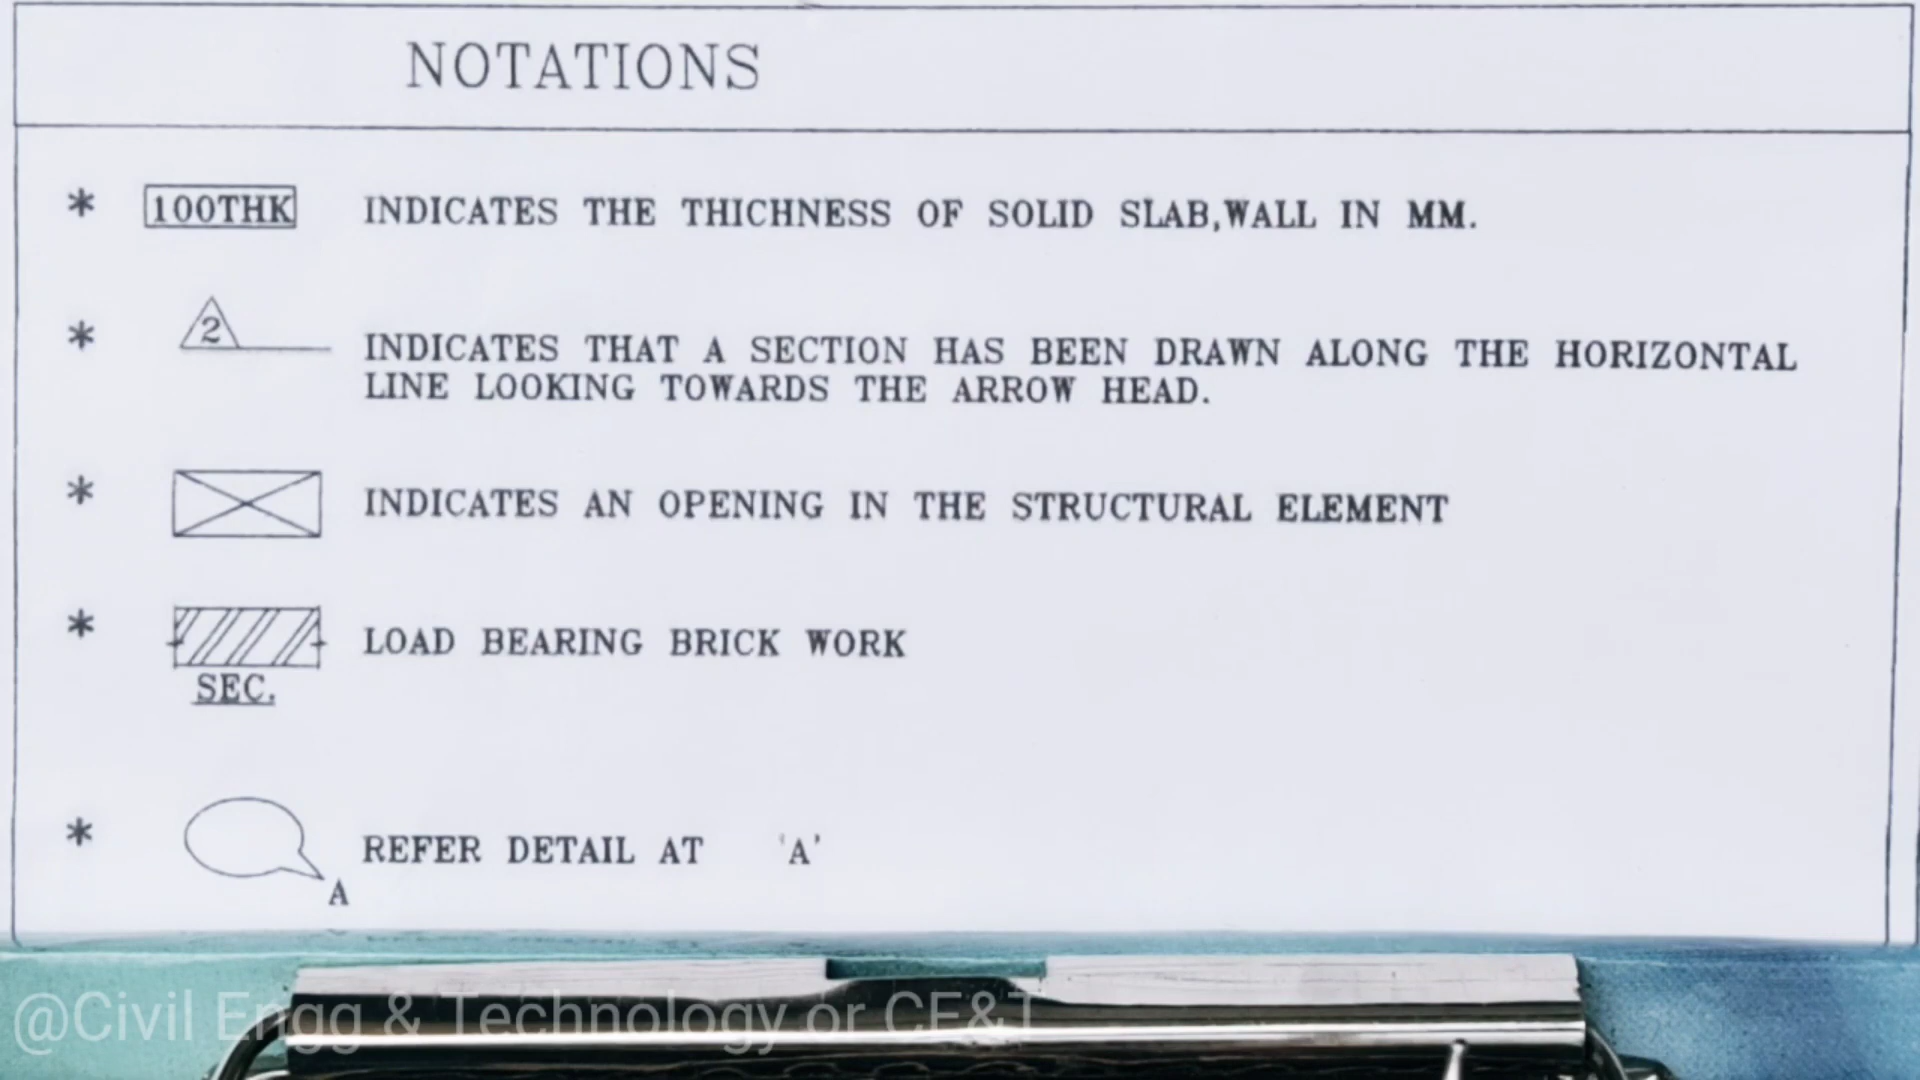 NOTATIONS
* 100THK INDICATES THE THICHNESS OF SOLID SLAB,WALL IN MM.
* 2 INDICATES THAT A SECTION HAS BEEN DRAWN ALONG THE HORIZONTAL
LINE LOOKING TOWARDS THE ARROW HEAD.
* INDICATES AN OPENING IN THE STRUCTURAL ELEMENT
* LOAD BEARING BRICK WORK
SEC.
* REFER DETAIL AT 'A'
A
@Civil Engg & Technology or CE&T